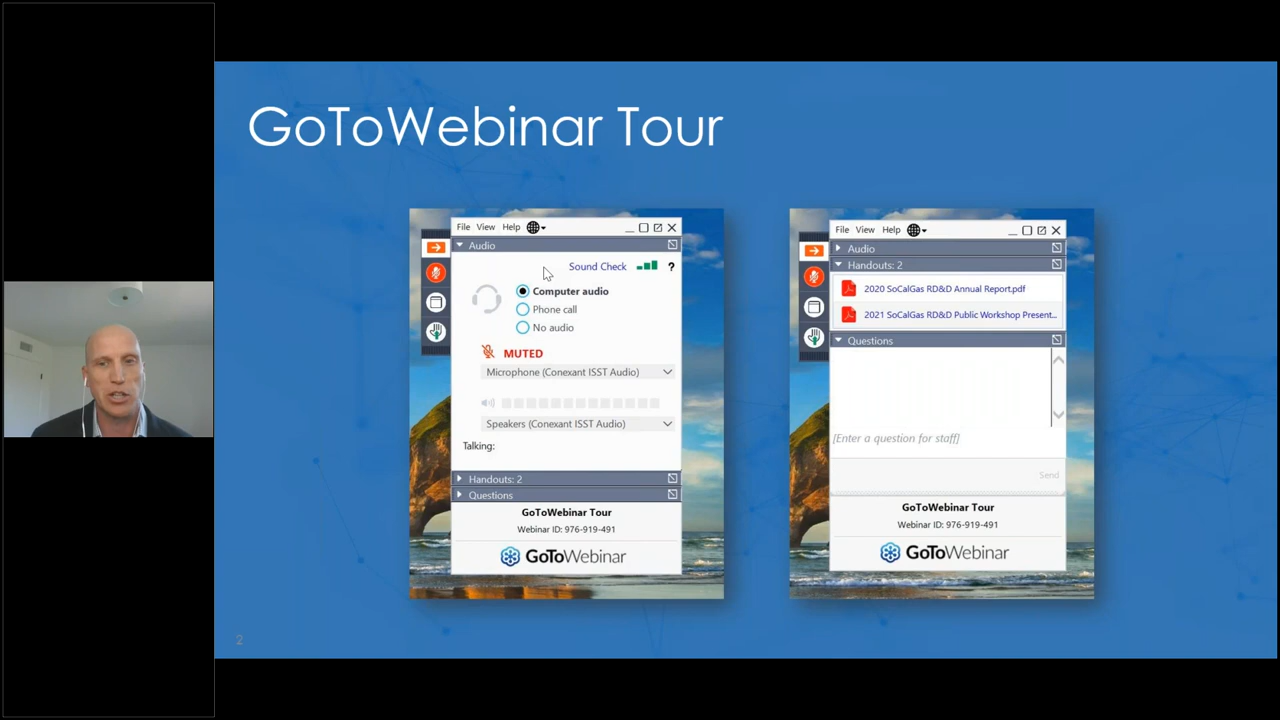 GoToWebinar Tour
File View Help
Audio
Sound Check ?
Computer audio
Phone call
No audio
MUTED
Microphone (Conexant ISST Audio)
Speakers (Conexant ISST Audio)
Talking:
Handouts: 2
Questions
GoToWebinar Tour
Webinar ID: 976-919-491
GoToWebinar
File View Help
Audio
Handouts: 2
2020 SoCalGas RD&D Annual Report.pdf
2021 SoCalGas RD&D Public Workshop Present...
Questions
[Enter a question for staff]
Send
GoToWebinar Tour
Webinar ID: 976-919-491
GoToWebinar
2